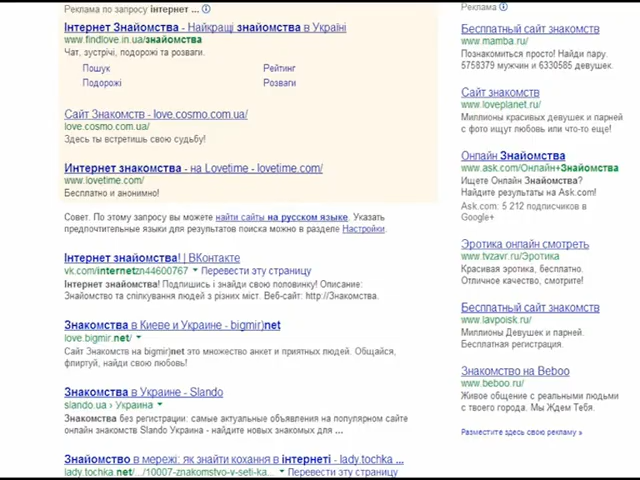 Реклама по запросу інтернет ...
Інтернет Знайомства - Найкращі знайомства в Україні
www.findlove.in.ua/знайомства
Чат, зустрічі, подорожі та розваги.
Пошук Рейтинг
Подорожі Розваги
Сайт Знакомств - love.cosmo.com.ua/
love.cosmo.com.ua/
Здесь ты встретишь свою судьбу!
Интернет знакомства - на Lovetime - lovetime.com/
www.lovetime.com/
Бесплатно и анонимно!
Совет. По этому запросу вы можете найти сайты на русском языке. Указать
предпочтительные языки для результатов поиска можно в разделе Настройки.
Інтернет знайомства! | ВКонтакте
vk.com/internetzn44600767 Перевести эту страницу
Інтернет знайомства! Подпишись і знайди свою половинку! Описание:
Знайомство та спілкування людей з різних міст. Веб-сайт: http://Знакомства.
Знакомства в Киеве и Украине - bigmir)net
love.bigmir.net/
Сайт Знакомств на bigmir)net это множество анкет и приятных людей. Общайся,
флиртуй, найди свою любовь!
Знакомства в Украине - Slando
slando.ua › Украина
Знакомства без регистрации: самые актуальные объявления на популярном сайте
онлайн знакомств Slando Украина - найдите новых знакомых для ...
Знайомство в мережі: як знайти кохання в інтернеті - lady.tochka ...
lady.tochka.net/.../10007-znakomstvo-v-seti-ka... Перевести эту страницу
Реклама
Бесплатный сайт знакомств
www.mamba.ru/
Познакомиться просто! Найди пару.
5758379 мужчин и 6330585 девушек.
Сайт знакомств
www.loveplanet.ru/
Миллионы красивых девушек и парней
с фото ищут любовь или что-то еще!
Онлайн Знайомства
www.ask.com/Онлайн+Знайомства
Ищете Онлайн Знайомства?
Найдите результаты на Ask.com!
Ask.com: 5 212 подписчиков в
Google+
Эротика онлайн смотреть
www.tvzavr.ru/Эротика
Красивая эротика, бесплатно.
Отличное качество, смотрите!
Бесплатный сайт знакомств
www.lavpoisk.ru/
Миллионы Девушек и парней.
Бесплатная регистрация.
Знакомство на Beboo
www.beboo.ru/
Живое общение с реальными людьми
с твоего города. Мы Ждем Тебя.
Разместите здесь свою рекламу »